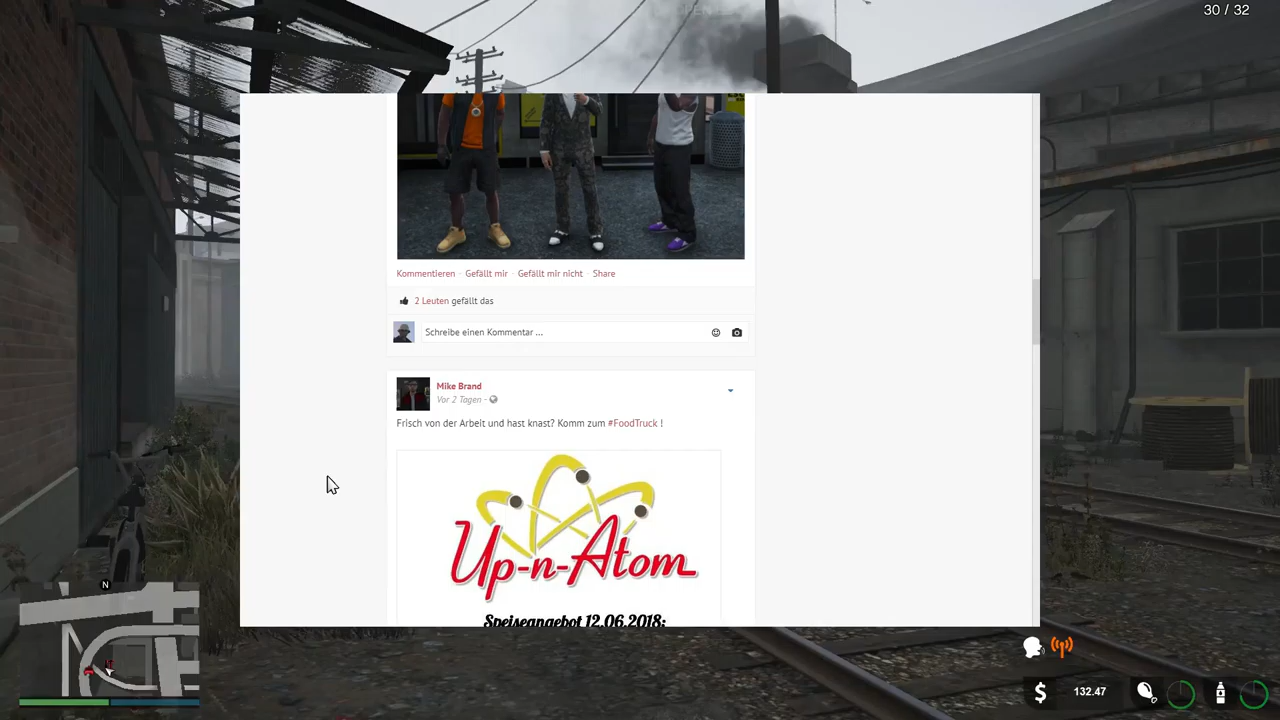 30 / 32
Kommentieren · Gefällt mir · Gefällt mir nicht · Share
2 Leuten gefällt das
Schreibe einen Kommentar ...
Mike Brand
Vor 2 Tagen -
Frisch von der Arbeit und hast knast? Komm zum #FoodTruck !
Up-n-Atom
Speiseangebot 12.06.2018:
N
$ 132.47